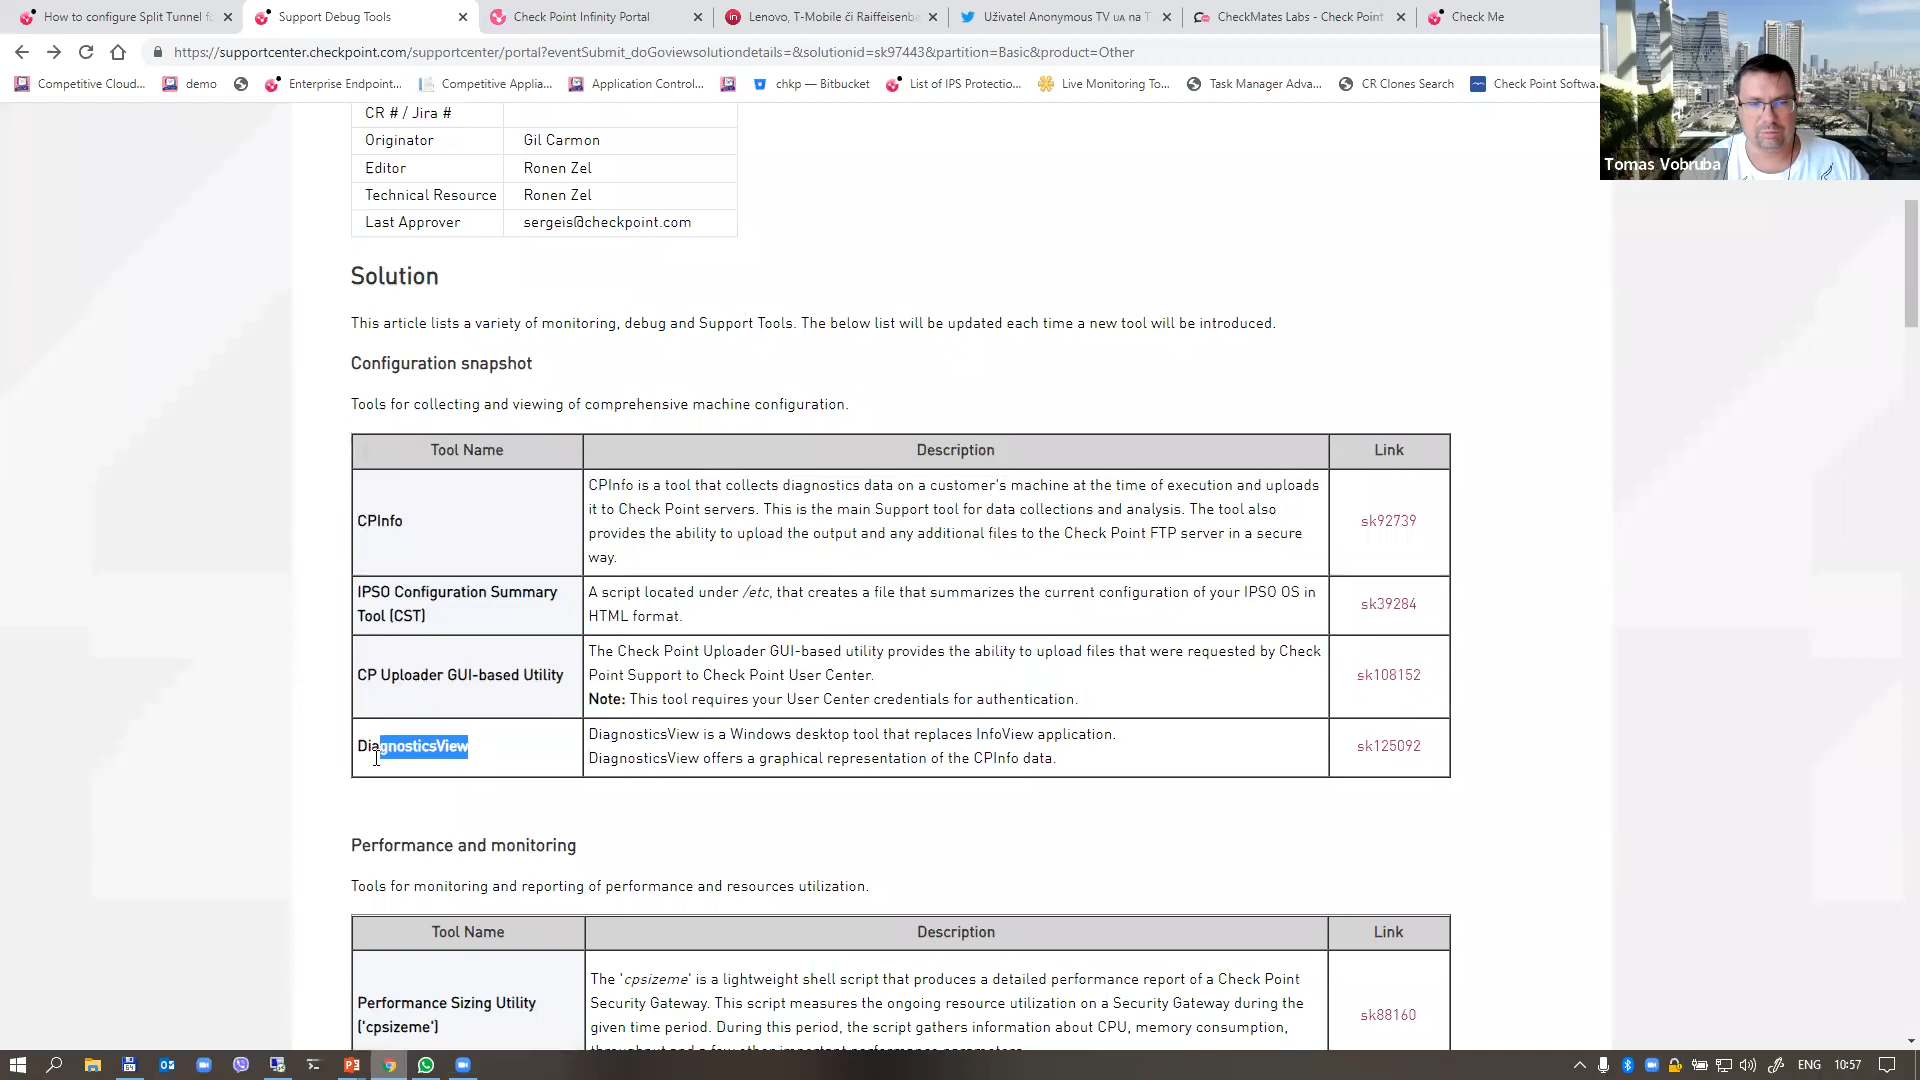 How to configure Split Tunnel f
Support Debug Tools
Check Point Infinity Portal
Lenovo, T-Mobile či Raiffeisenb
Uživatel Anonymous TV ᴜᴀ na T
CheckMates Labs - Check Point
Check Me
https://supportcenter.checkpoint.com/supportcenter/portal?eventSubmit_doGoviewsolutiondetails=&solutionid=sk97443&partition=Basic&product=Other
Competitive Cloud...
demo
Enterprise Endpoint...
Competitive Applia...
Application Control...
chkp — Bitbucket
List of IPS Protectio...
Live Monitoring To...
Task Manager Adva...
CR Clones Search
Check Point Softwa...
Tomas Vobruba
CR # / Jira #
Originator Gil Carmon
Editor Ronen Zel
Technical Resource Ronen Zel
Last Approver sergeis@checkpoint.com
Solution
This article lists a variety of monitoring, debug and Support Tools. The below list will be updated each time a new tool will be introduced.
Configuration snapshot
Tools for collecting and viewing of comprehensive machine configuration.
Tool Name Description Link
CPInfo
CPInfo is a tool that collects diagnostics data on a customer's machine at the time of execution and uploads
it to Check Point servers. This is the main Support tool for data collections and analysis. The tool also
provides the ability to upload the output and any additional files to the Check Point FTP server in a secure
way.
sk92739
IPSO Configuration Summary
Tool (CST)
A script located under /etc, that creates a file that summarizes the current configuration of your IPSO OS in
HTML format.
sk39284
CP Uploader GUI-based Utility
The Check Point Uploader GUI-based utility provides the ability to upload files that were requested by Check
Point Support to Check Point User Center.
Note: This tool requires your User Center credentials for authentication.
sk108152
DiagnosticsView
DiagnosticsView is a Windows desktop tool that replaces InfoView application.
DiagnosticsView offers a graphical representation of the CPInfo data.
sk125092
Performance and monitoring
Tools for monitoring and reporting of performance and resources utilization.
Tool Name Description Link
Performance Sizing Utility
('cpsizeme')
The 'cpsizeme' is a lightweight shell script that produces a detailed performance report of a Check Point
Security Gateway. This script measures the ongoing resource utilization on a Security Gateway during the
given time period. During this period, the script gathers information about CPU, memory consumption,
sk88160
ENG
10:57